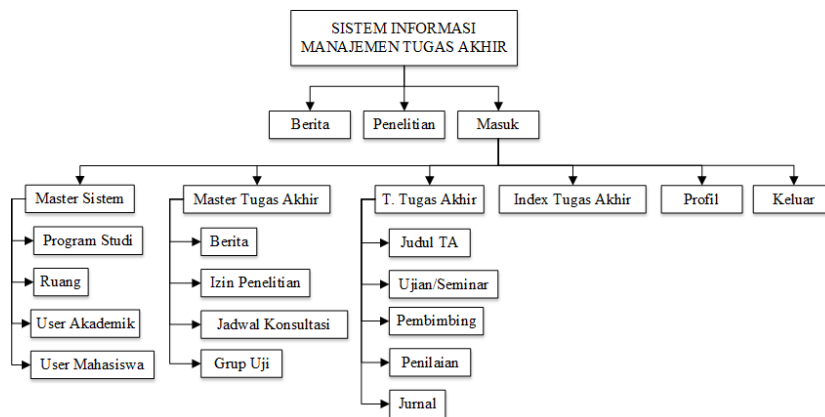 SISTEM INFORMASI
MANAJEMEN TUGAS AKHIR
Berita
Penelitian
Masuk
Master Sistem
Master Tugas Akhir
T. Tugas Akhir
Index Tugas Akhir
Profil
Keluar
Program Studi
Ruang
User Akademik
User Mahasiswa
Berita
Izin Penelitian
Jadwal Konsultasi
Grup Uji
Judul TA
Ujian/Seminar
Pembimbing
Penilaian
Jurnal